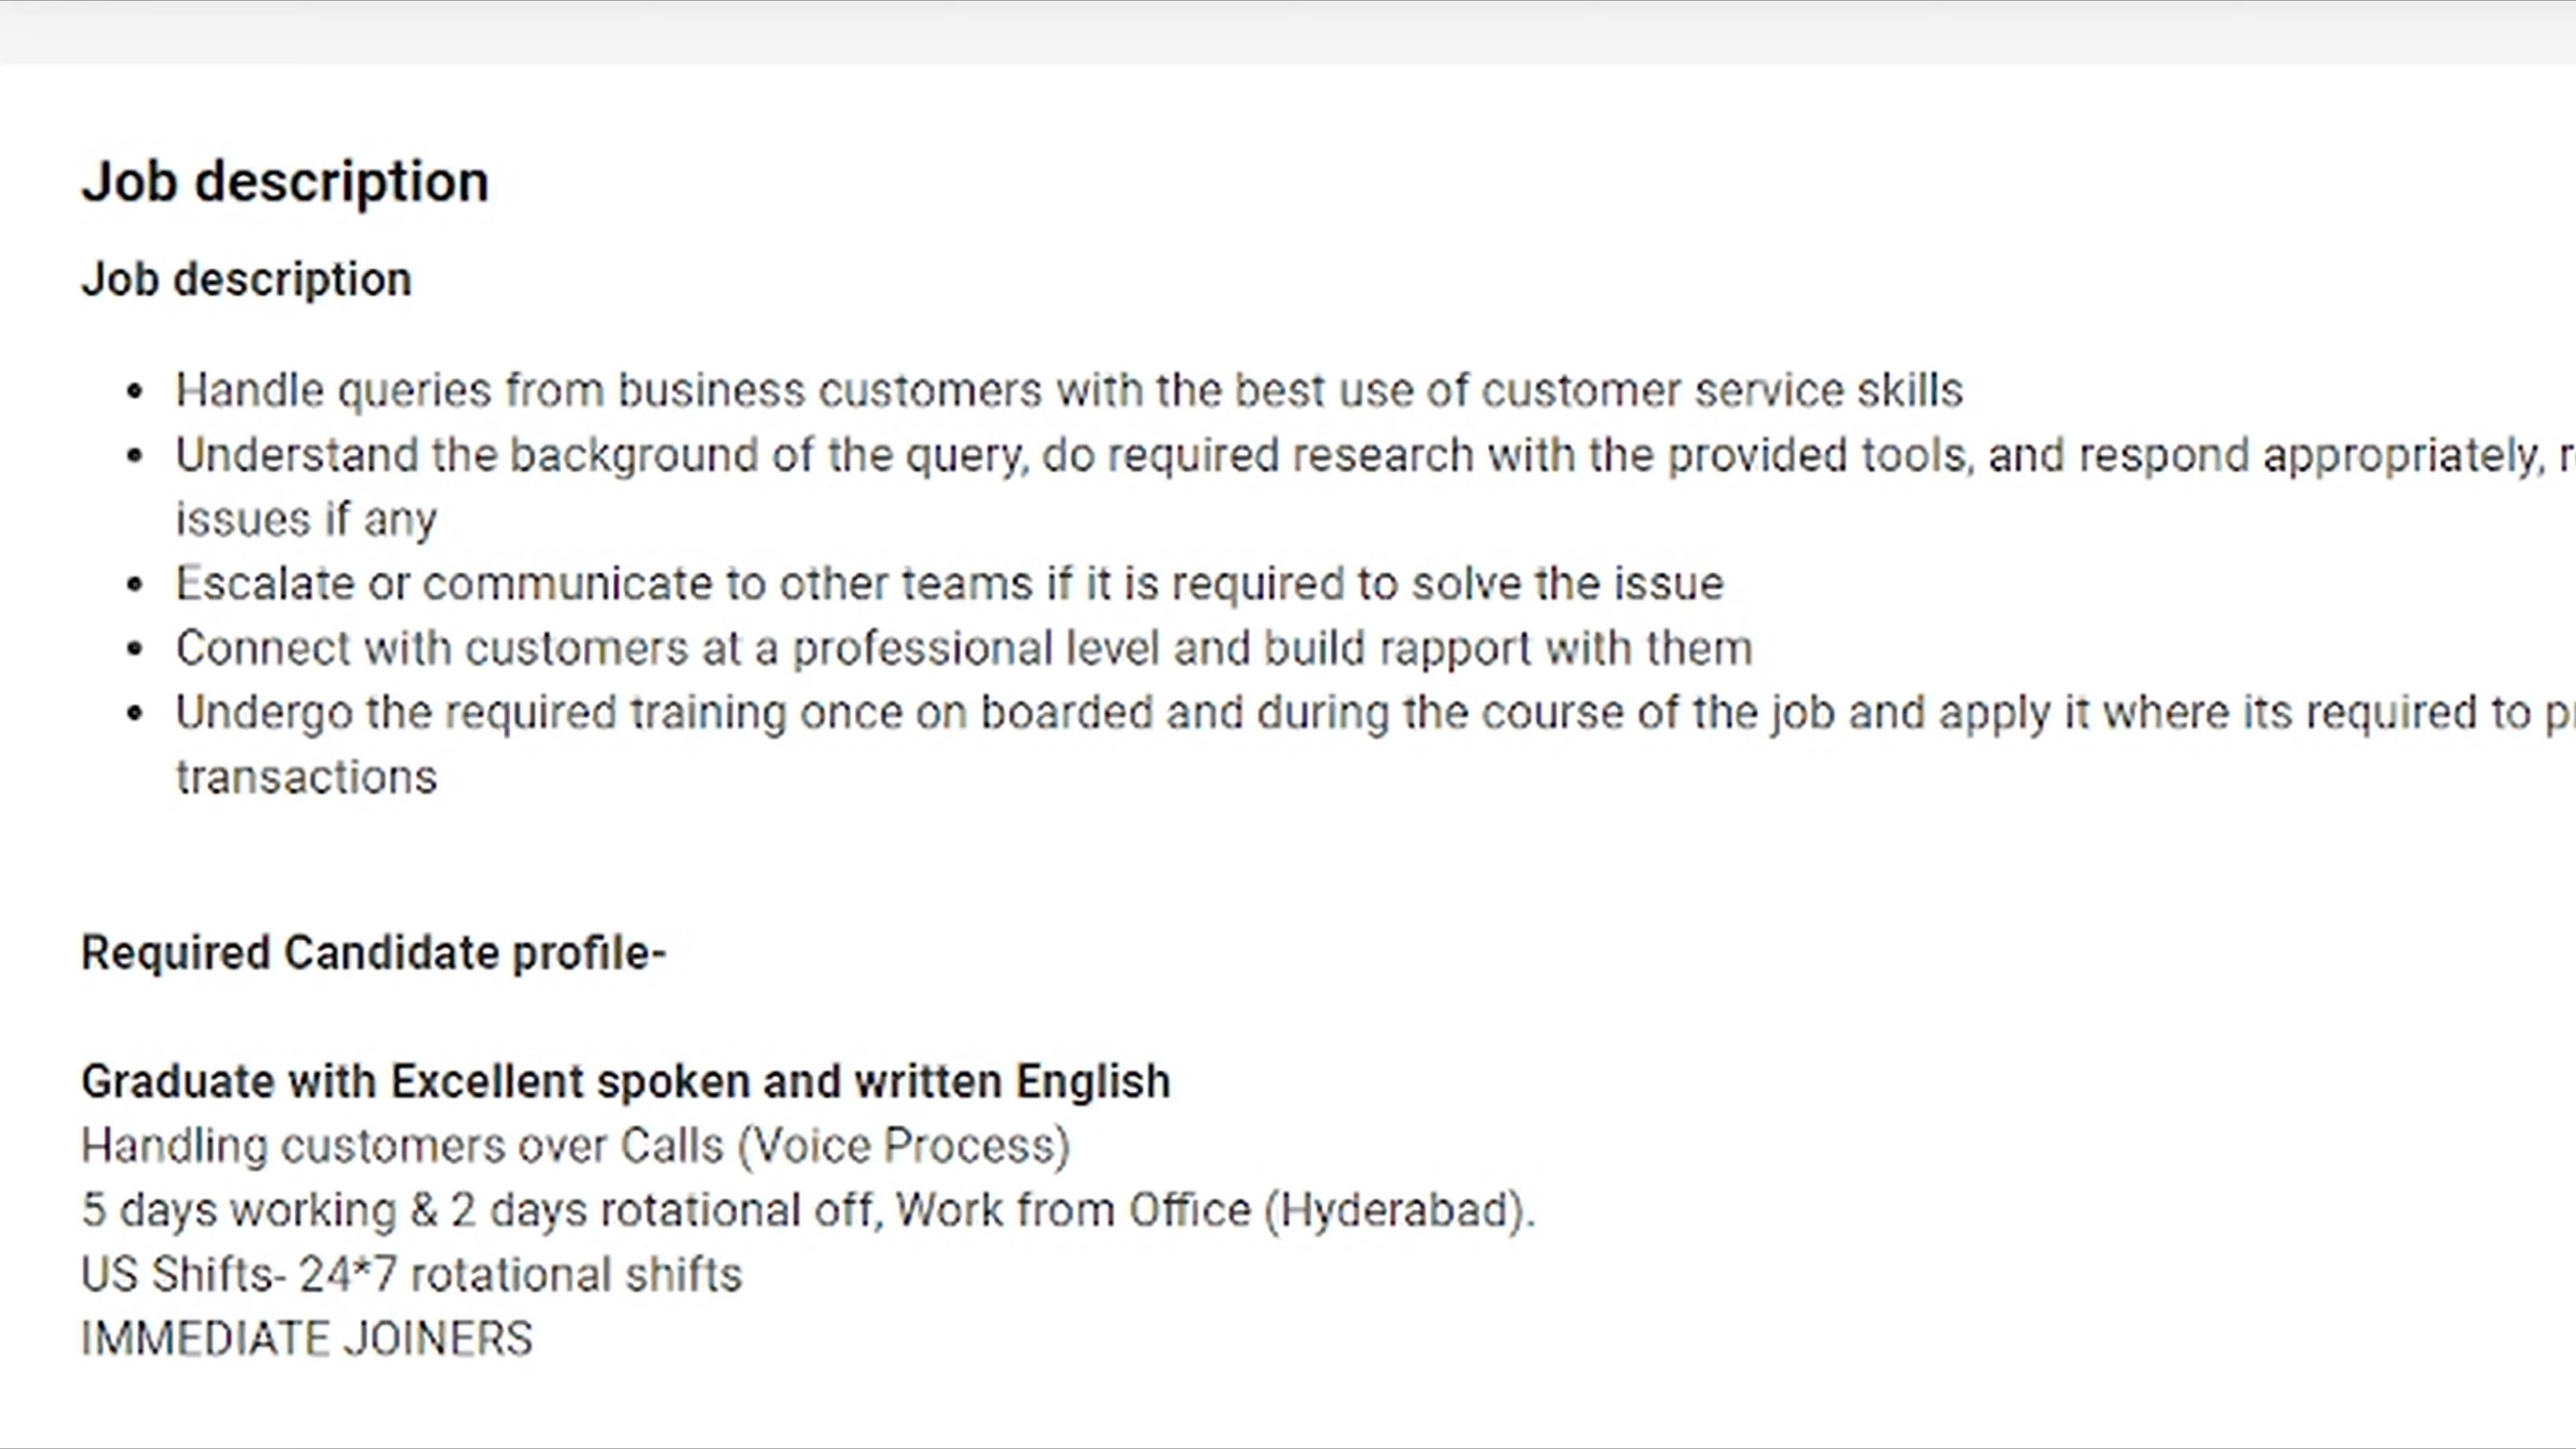 Job description
Job description
• Handle queries from business customers with the best use of customer service skills
• Understand the background of the query, do required research with the provided tools, and respond appropriately,
issues if any
• Escalate or communicate to other teams if it is required to solve the issue
• Connect with customers at a professional level and build rapport with them
• Undergo the required training once on boarded and during the course of the job and apply it where its required to
transactions
Required Candidate profile-
Graduate with Excellent spoken and written English
Handling customers over Calls (Voice Process)
5 days working & 2 days rotational off, Work from Office (Hyderabad).
US Shifts- 24*7 rotational shifts
IMMEDIATE JOINERS